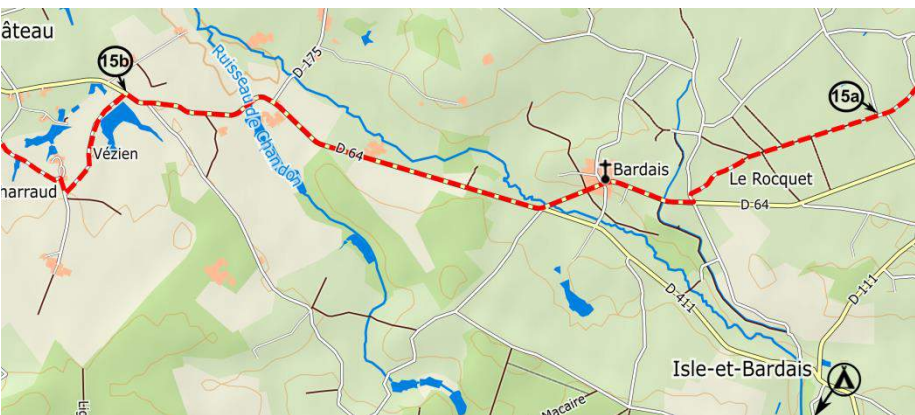 âteau
15b
D-175
Ruisseau de Chandon
15a
Vézien
D 64
Bardais
Le Rocquet
narraud
D-64
D-411
D-111
Isle-et-Bardais
Macaire